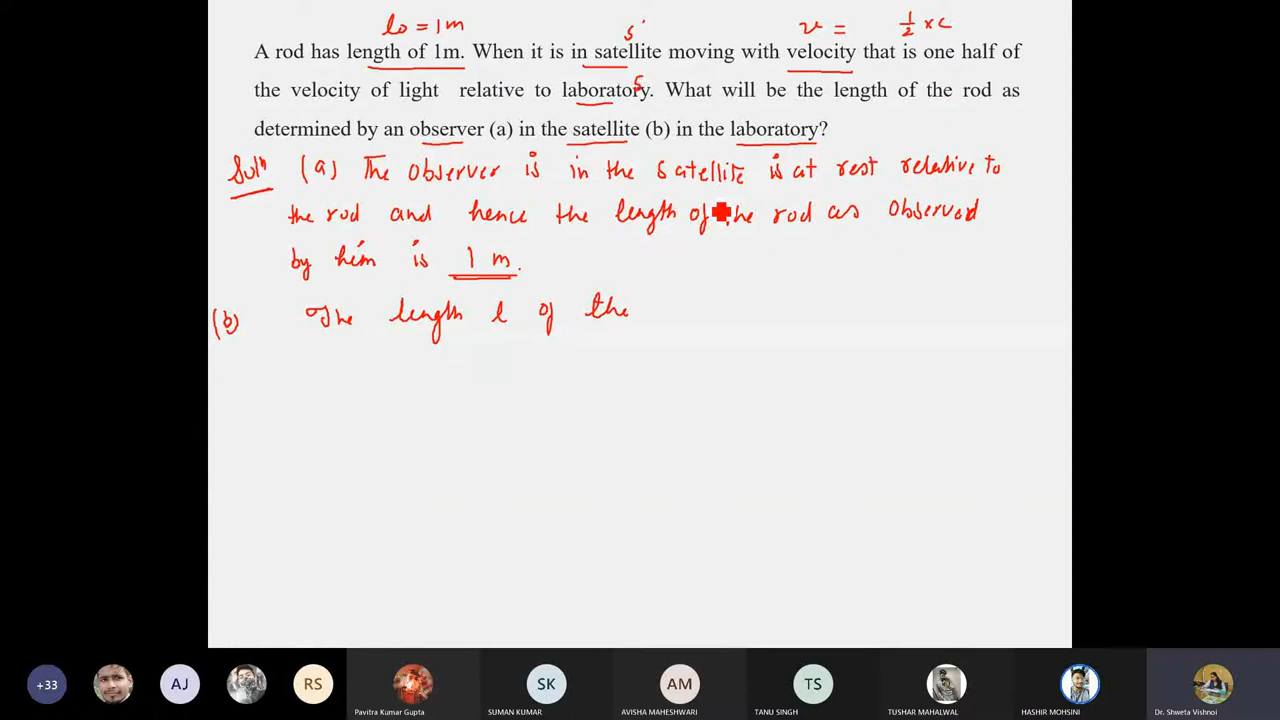 l₀ = 1m s' v = 1/2 × c
A rod has length of 1m. When it is in satellite moving with velocity that is one half of
s
the velocity of light relative to laboratory. What will be the length of the rod as
determined by an observer (a) in the satellite (b) in the laboratory?
Solⁿ (a) The observer is in the satellite is at rest relative to
the rod and hence the length of the rod as observed
by him is 1 m.
(b) The length l of the
+33 AJ RS SK AM TS
Pavitra Kumar Gupta SUMAN KUMAR AVISHA MAHESHWARI TANU SINGH TUSHAR MAHALWAL HASHIR MOHSINI Dr. Shweta Vishnoi